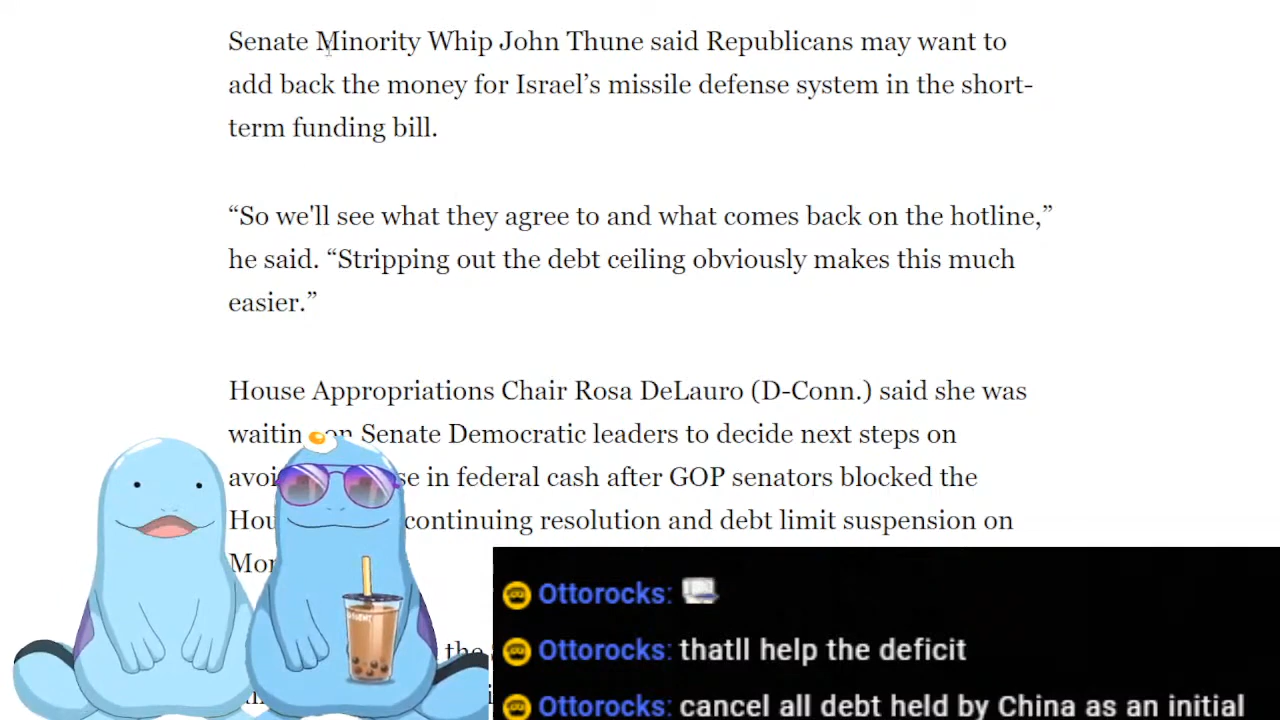 Senate Minority Whip John Thune said Republicans may want to
add back the money for Israel’s missile defense system in the short-
term funding bill.
“So we'll see what they agree to and what comes back on the hotline,”
he said. “Stripping out the debt ceiling obviously makes this much
easier.”
House Appropriations Chair Rosa DeLauro (D-Conn.) said she was
waitin on Senate Democratic leaders to decide next steps on
avoi se in federal cash after GOP senators blocked the
Hou continuing resolution and debt limit suspension on
Mon
the
Ottorocks:
Ottorocks: thatll help the deficit
Ottorocks: cancel all debt held by China as an initial